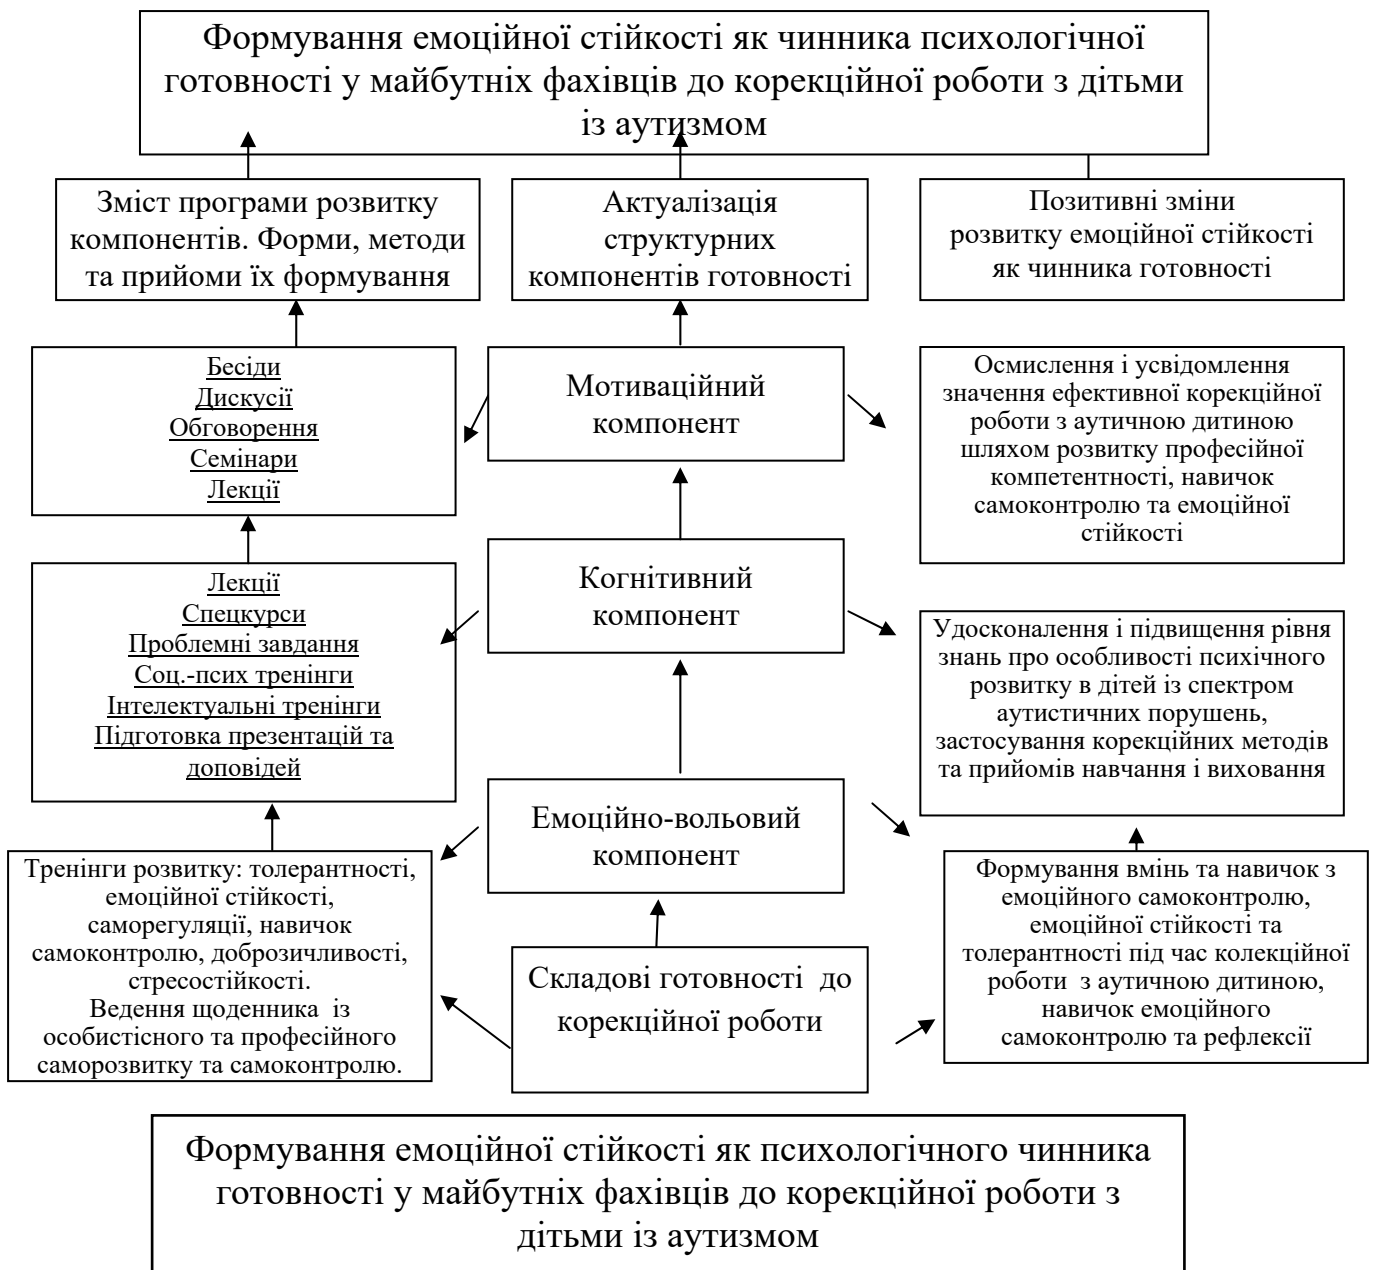 Формування емоційної стійкості як чинника психологічної
готовності у майбутніх фахівців до корекційної роботи з дітьми
із аутизмом
Зміст програми розвитку
компонентів. Форми, методи
та прийоми їх формування
Актуалізація
структурних
компонентів готовності
Позитивні зміни
розвитку емоційної стійкості
як чинника готовності
Бесіди
Дискусії
Обговорення
Семінари
Лекції
Мотиваційний
компонент
Осмислення і усвідомлення
значення ефективної корекційної
роботи з аутичною дитиною
шляхом розвитку професійної
компетентності, навичок
самоконтролю та емоційної
стійкості
Лекції
Спецкурси
Проблемні завдання
Соц.-псих тренінги
Інтелектуальні тренінги
Підготовка презентацій та
доповідей
Когнітивний
компонент
Удосконалення і підвищення рівня
знань про особливості психічного
розвитку в дітей із спектром
аутистичних порушень,
застосування корекційних методів
та прийомів навчання і виховання
Тренінги розвитку: толерантності,
емоційної стійкості,
саморегуляції, навичок
самоконтролю, доброзичливості,
стресостійкості.
Ведення щоденника із
особистісного та професійного
саморозвитку та самоконтролю.
Емоційно-вольовий
компонент
Формування вмінь та навичок з
емоційного самоконтролю,
емоційної стійкості та
толерантності під час колекційної
роботи з аутичною дитиною,
навичок емоційного
самоконтролю та рефлексії
Складові готовності до
корекційної роботи
Формування емоційної стійкості як психологічного чинника
готовності у майбутніх фахівців до корекційної роботи з
дітьми із аутизмом